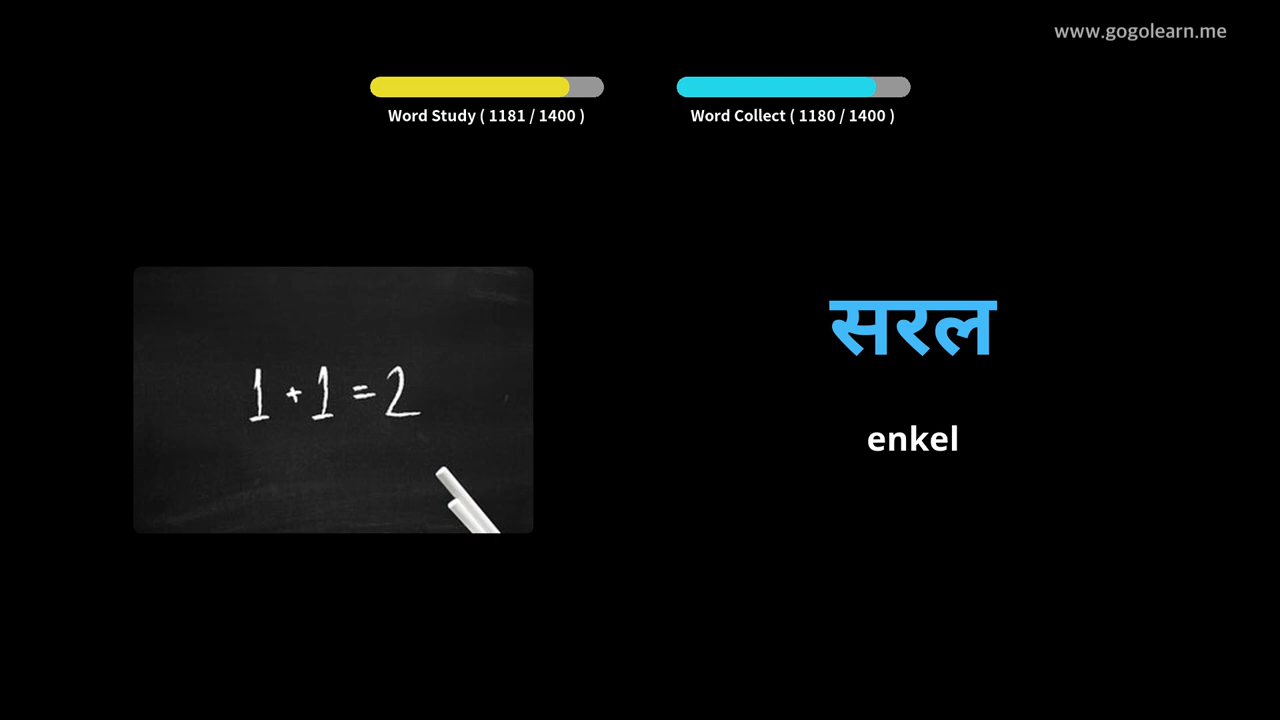 www.gogolearn.me
Word Study ( 1181 / 1400 )
Word Collect ( 1180 / 1400 )
1 + 1 = 2
सरल
enkel